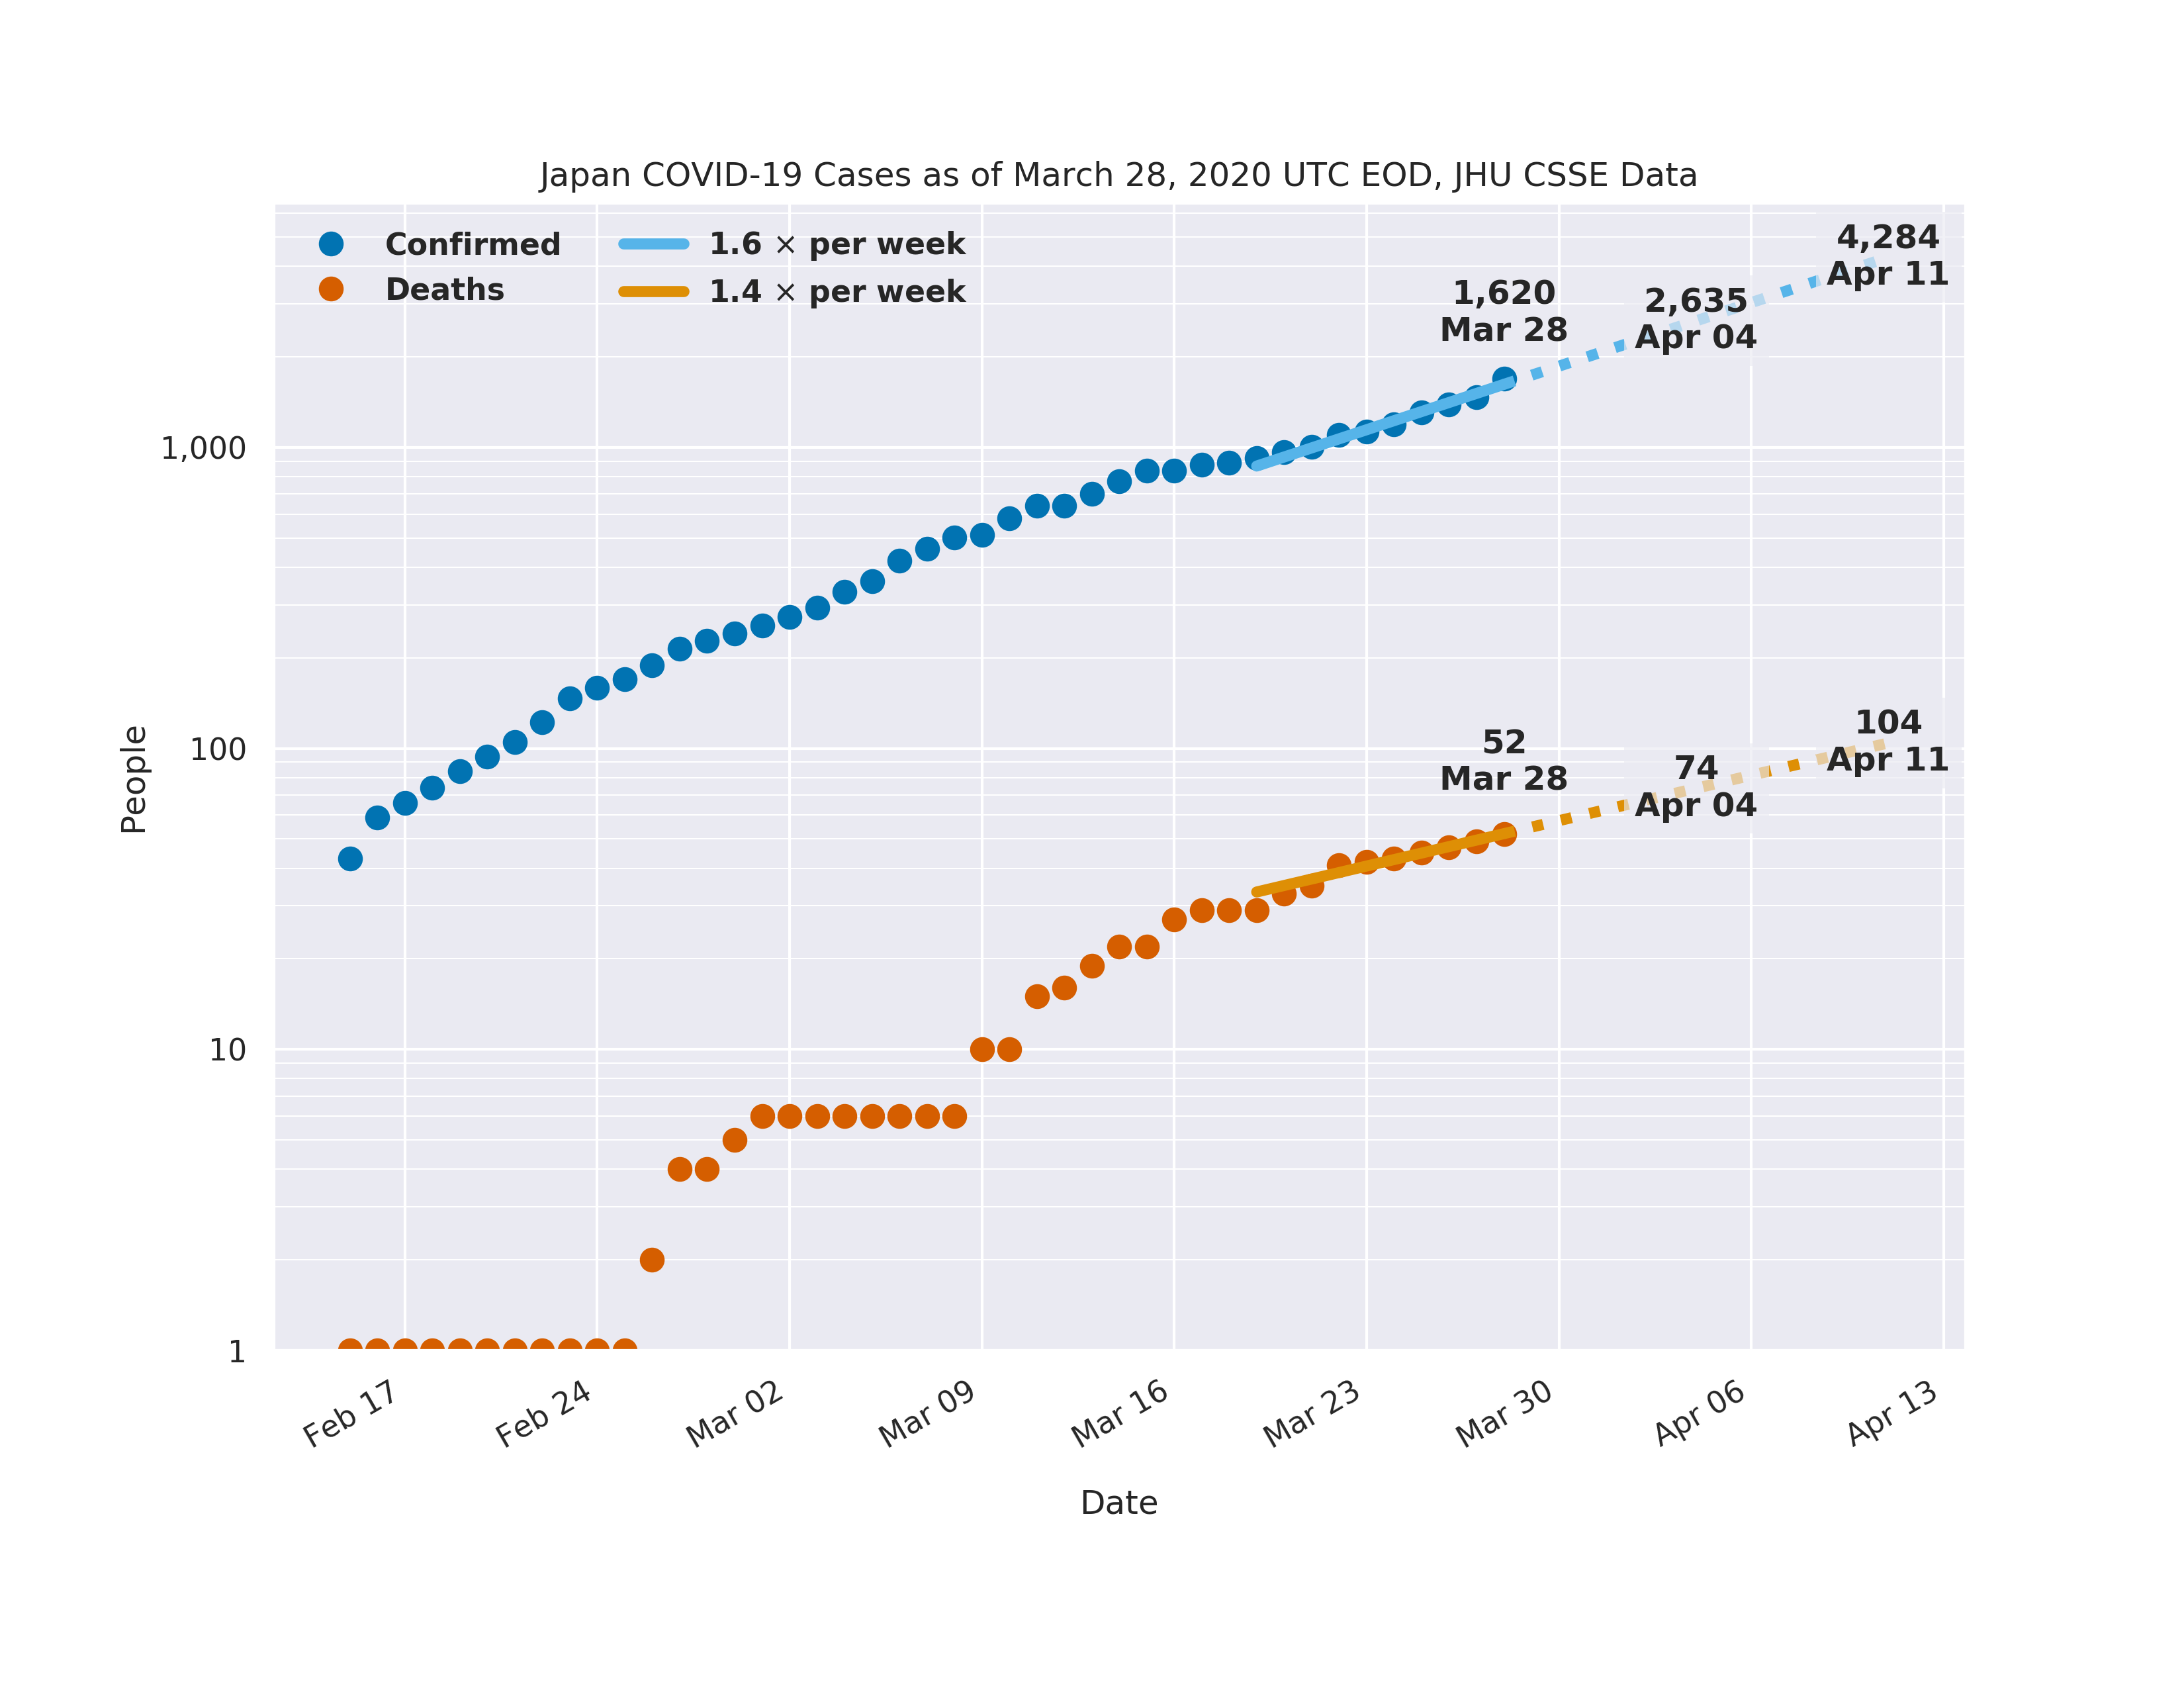 Japan COVID-19 Cases as of March 28, 2020 UTC EOD, JHU CSSE Data
Confirmed
Deaths
1.6 × per week
1.4 × per week
1,620
Mar 28
2,635
Apr 04
4,284
Apr 11
52
Mar 28
74
Apr 04
104
Apr 11
People
1,000
100
10
1
Feb 17
Feb 24
Mar 02
Mar 09
Mar 16
Mar 23
Mar 30
Apr 06
Apr 13
Date